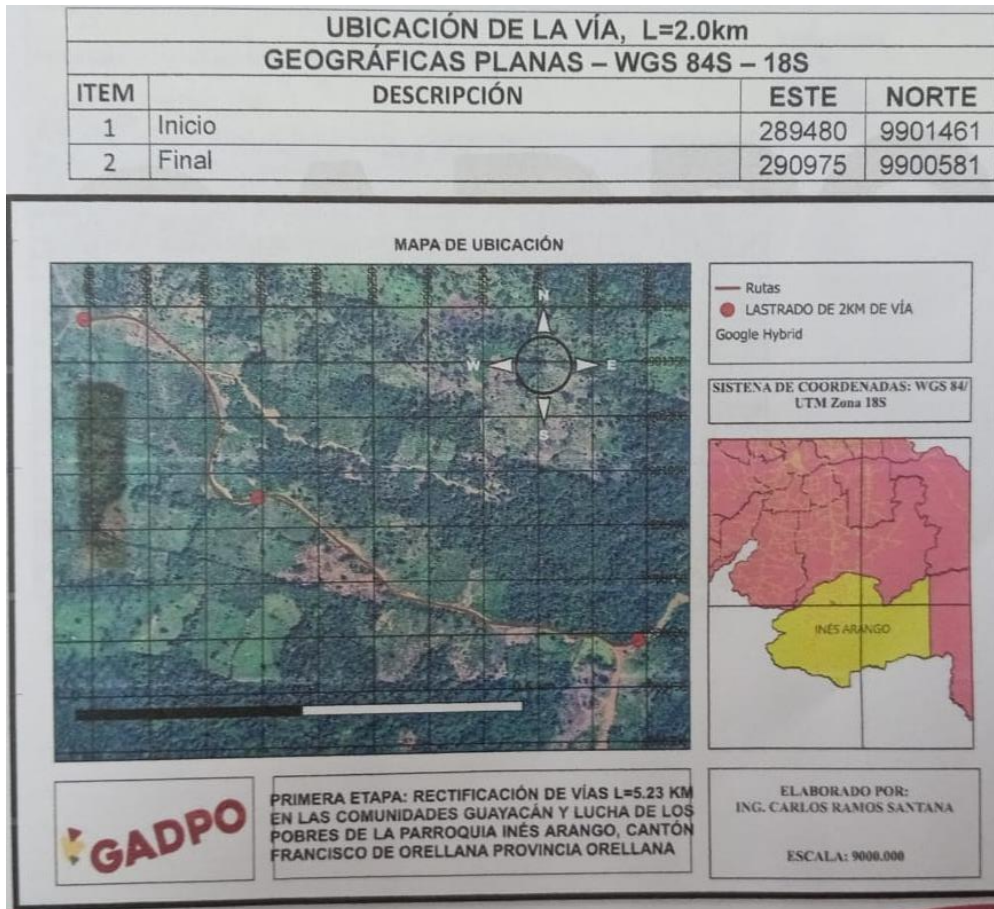 UBICACIÓN DE LA VÍA, L=2.0km
GEOGRÁFICAS PLANAS – WGS 84S – 18S
ITEM DESCRIPCIÓN ESTE NORTE
1 Inicio 289480 9901461
2 Final 290975 9900581
MAPA DE UBICACIÓN
N
W E
S
Rutas
LASTRADO DE 2KM DE VÍA
Google Hybrid
SISTENA DE COORDENADAS: WGS 84/
UTM Zona 18S
INÉS ARANGO
GADPO
PRIMERA ETAPA: RECTIFICACIÓN DE VÍAS L=5.23 KM
EN LAS COMUNIDADES GUAYACÁN Y LUCHA DE LOS
POBRES DE LA PARROQUIA INÉS ARANGO, CANTÓN
FRANCISCO DE ORELLANA PROVINCIA ORELLANA
ELABORADO POR:
ING. CARLOS RAMOS SANTANA
ESCALA: 9000.000